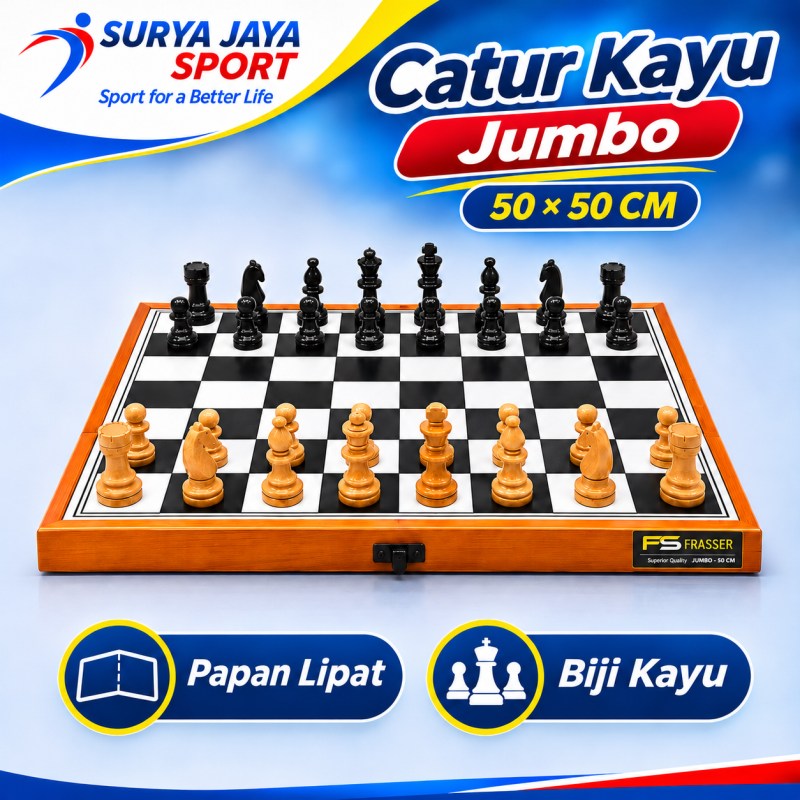 SURYA JAYA
SPORT
Sport for a Better Life
Catur Kayu
Jumbo
50 × 50 CM
FS FRASSER
Superior Quality JUMBO - 50 CM
Papan Lipat
Biji Kayu